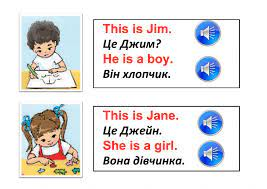 This is Jim.
Це Джим?
He is a boy.
Він хлопчик.
This is Jane.
Це Джейн.
She is a girl.
Вона дівчинка.